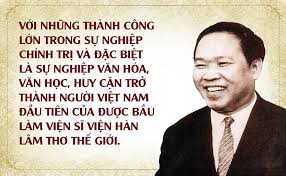 VỚI NHỮNG THÀNH CÔNG
LỚN TRONG SỰ NGHIỆP
CHÍNH TRỊ VÀ ĐẶC BIỆT
LÀ SỰ NGHIỆP VĂN HÓA,
VĂN HỌC, HUY CẬN TRỞ
THÀNH NGƯỜI VIỆT NAM
ĐẦU TIÊN CỦA ĐƯỢC BẦU
LÀM VIỆN SĨ VIỆN HÀN
LÂM THƠ THẾ GIỚI.